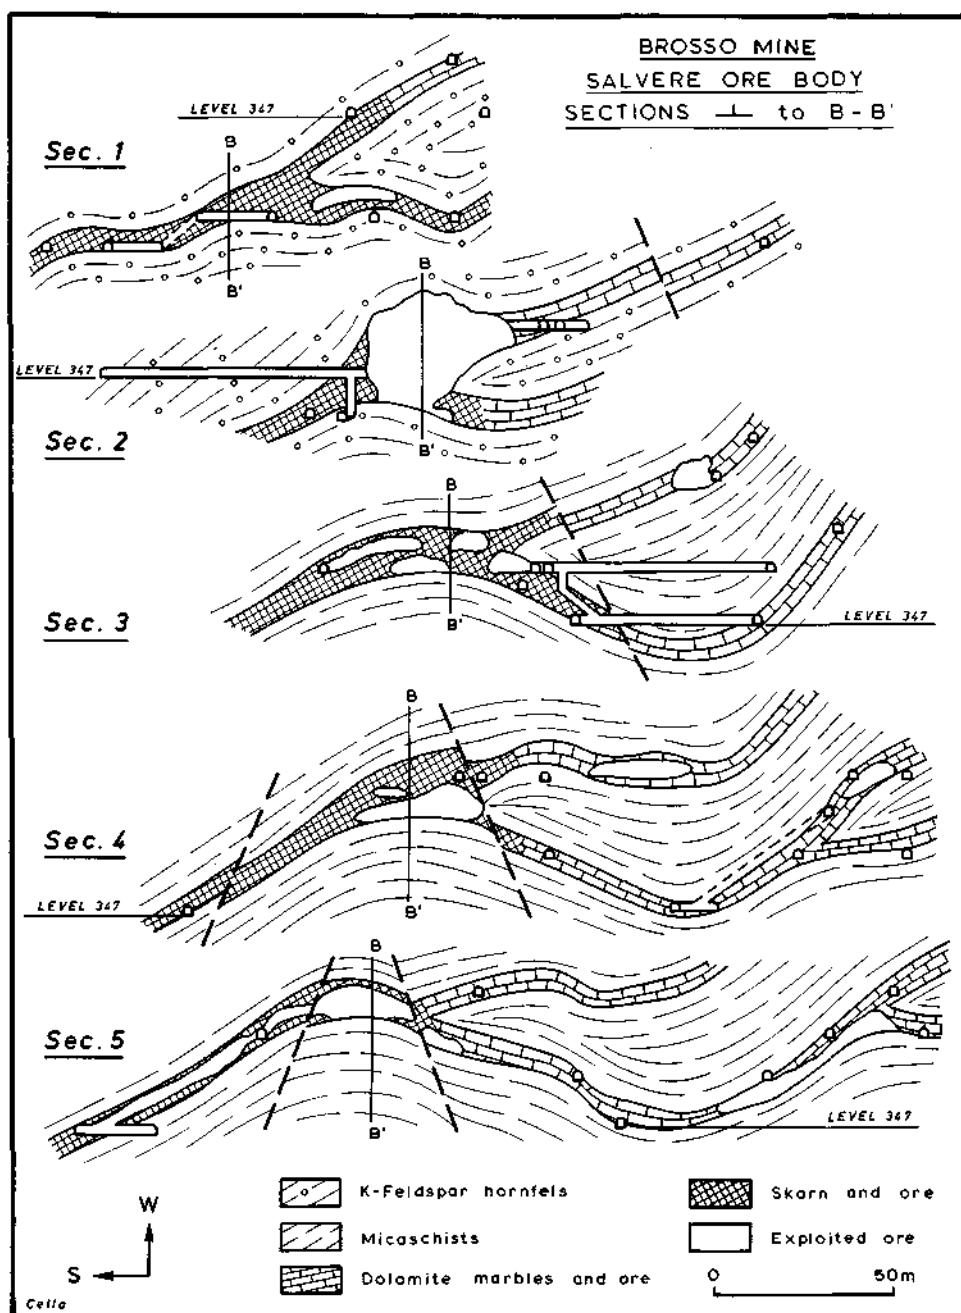 BROSSO MINE
SALVERE ORE BODY
SECTIONS ⊥ to B-B'
LEVEL 347
Sec. 1
B
B'
B
LEVEL 347
Sec. 2
B'
B
Sec. 3
B'
LEVEL 347
B
Sec. 4
LEVEL 347
B'
B
Sec. 5
B'
LEVEL 347
W
S
K-Feldspar hornfels
Skarn and ore
Micaschists
Exploited ore
Dolomite marbles and ore
0 50m
Cella